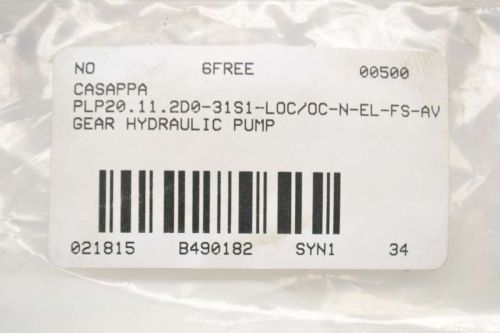 NO 6FREE 00500
CASAPPA
PLP20.11.2D0-31S1-LOC/OC-N-EL-FS-AV
GEAR HYDRAULIC PUMP
021815 B490182 SYN1 34